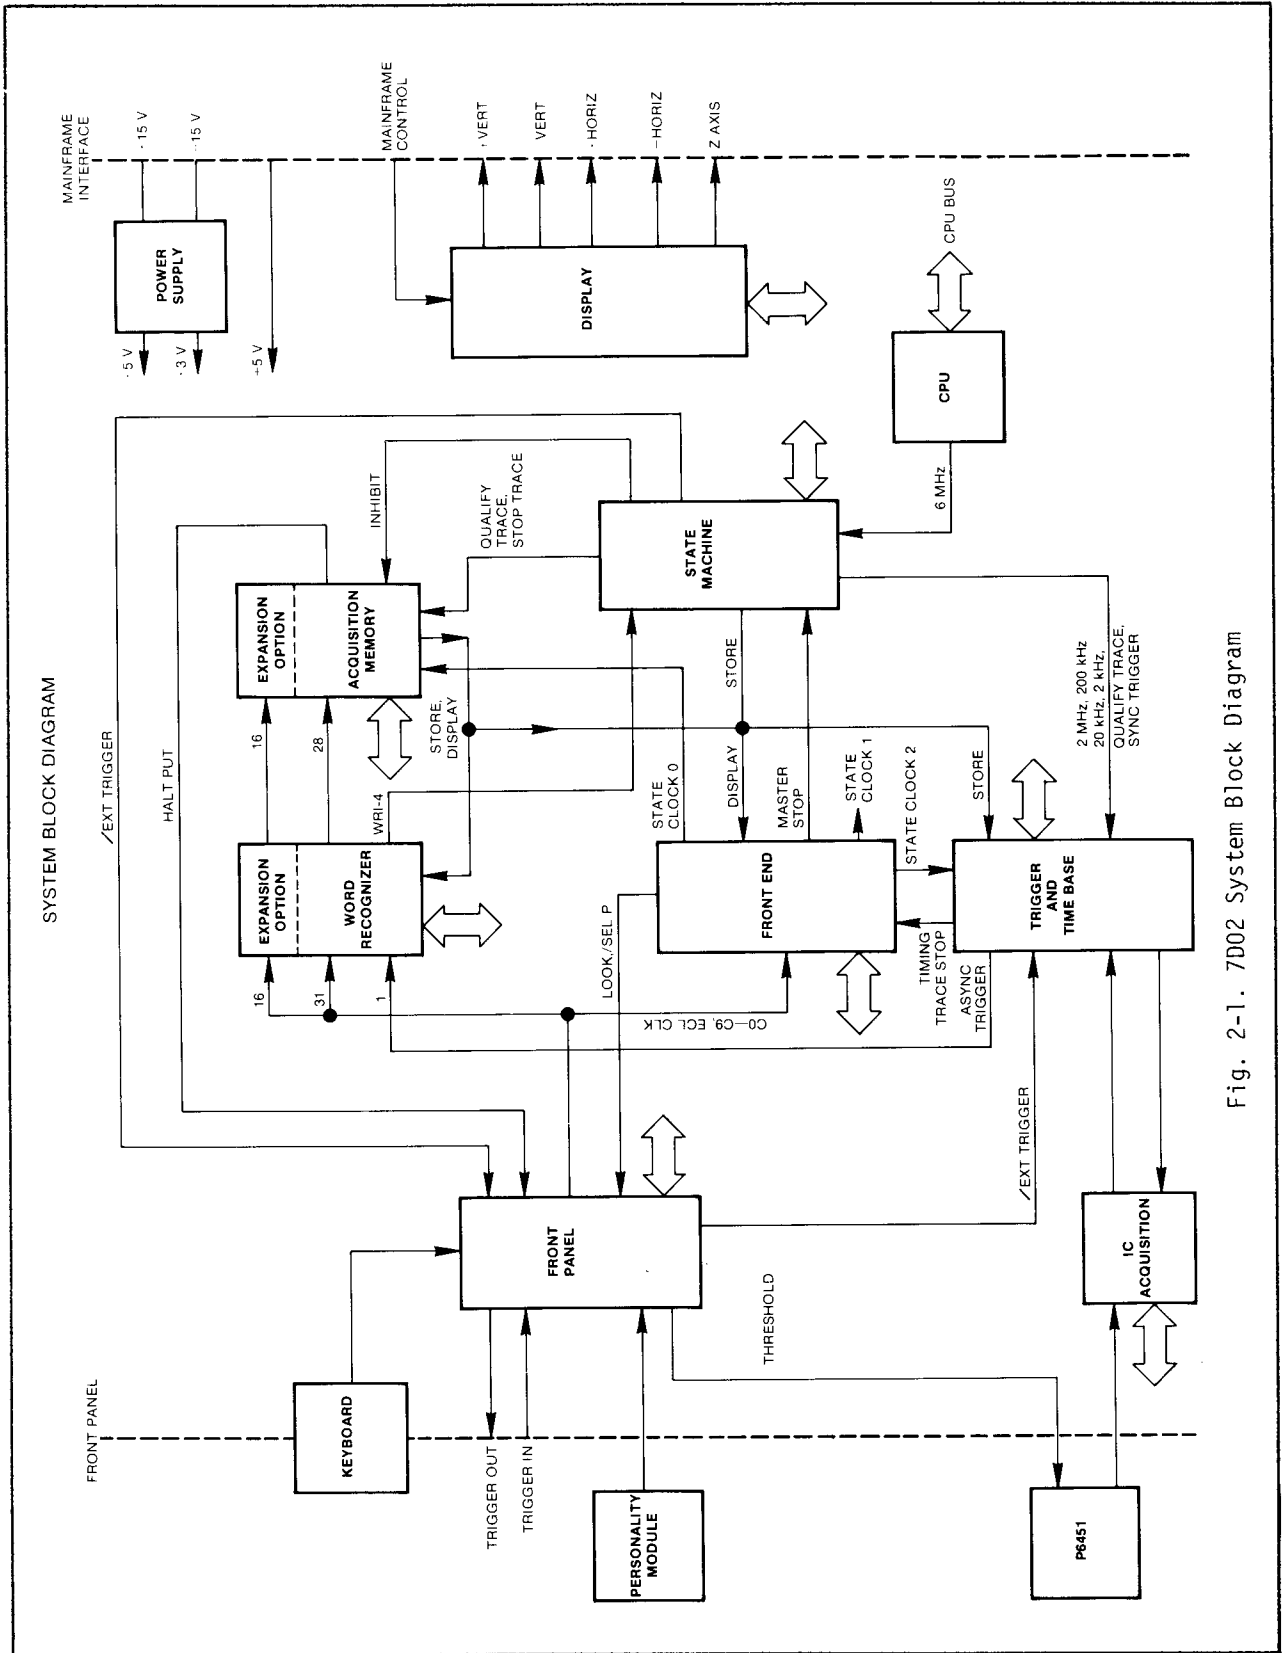 SYSTEM BLOCK DIAGRAM
FRONT PANEL
MAINFRAME
INTERFACE
/EXT TRIGGER
HALT PUT
KEYBOARD
TRIGGER OUT
TRIGGER IN
PERSONALITY
MODULE
P6451
FRONT
PANEL
THRESHOLD
/EXT TRIGGER
IC
ACQUISITION
16
31
1
C0—C9, ECL CLK
LOOK,/SEL P
EXPANSION
OPTION
WORD
RECOGNIZER
WRI-4
16
28
STORE,
DISPLAY
EXPANSION
OPTION
ACQUISITION
MEMORY
INHIBIT
QUALIFY
TRACE,
STOP TRACE
STATE
CLOCK 0
FRONT END
DISPLAY
STORE
MASTER
STOP
STATE
CLOCK 1
STATE CLOCK 2
STORE
TIMING
TRACE STOP
ASYNC
TRIGGER
TRIGGER
AND
TIME BASE
STATE
MACHINE
2 MHz, 200 kHz
20 kHz, 2 kHz,
QUALIFY TRACE,
SYNC TRIGGER
6 MHz
CPU
CPU BUS
POWER
SUPPLY
-15 V
-15 V
-5 V
-3 V
+5 V
DISPLAY
MAINFRAME
CONTROL
VERT
VERT
HORIZ
—HORIZ
Z AXIS
Fig. 2-1. 7D02 System Block Diagram